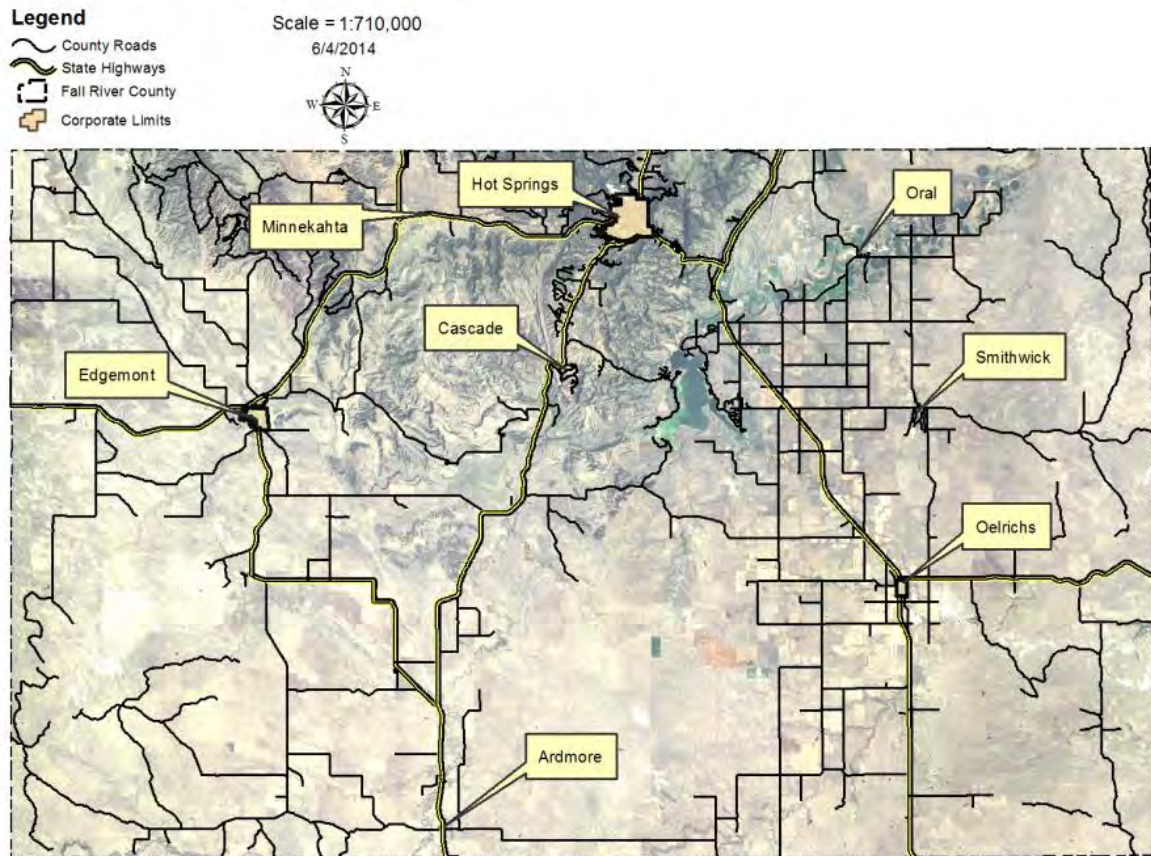 Legend
County Roads
State Highways
Fall River County
Corporate Limits
Scale = 1:710,000
6/4/2014
N
W
E
S
Hot Springs
Oral
Minnekahta
Cascade
Smithwick
Edgemont
Oelrichs
Ardmore